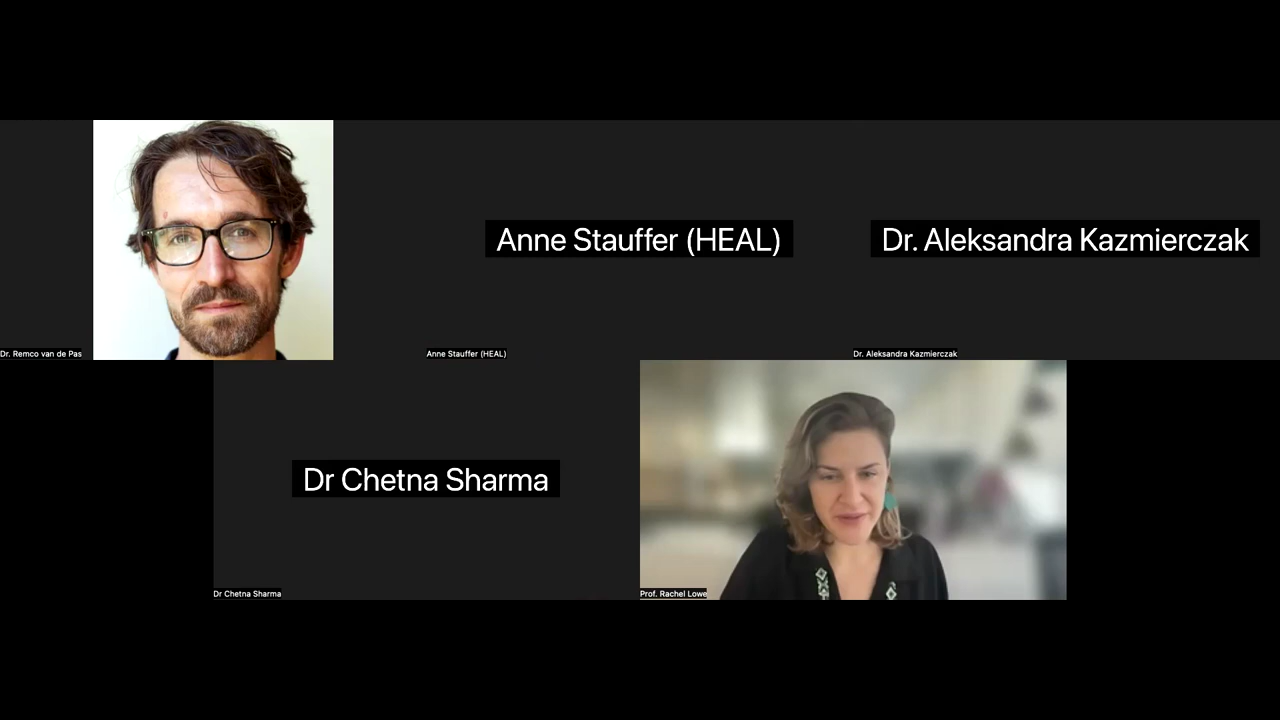 Anne Stauffer (HEAL)
Dr. Aleksandra Kazmierczak
Dr. Remco van de Pas
Anne Stauffer (HEAL)
Dr. Aleksandra Kazmierczak
Dr Chetna Sharma
Dr Chetna Sharma
Prof. Rachel Lowe